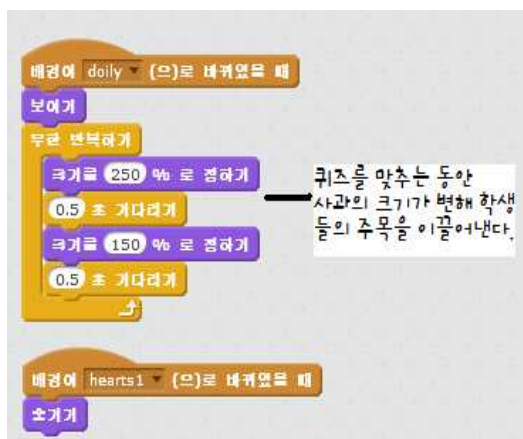 배경이 doily (으)로 바뀌었을 때
보이기
무한 반복하기
크기를 250 % 로 정하기
0.5 초 기다리기
크기를 150 % 로 정하기
0.5 초 기다리기
퀴즈를 맞추는 동안
사과의 크기가 변해 학생
들의 주목을 이끌어낸다.
배경이 hearts1 (으)로 바뀌었을 때
숨기기